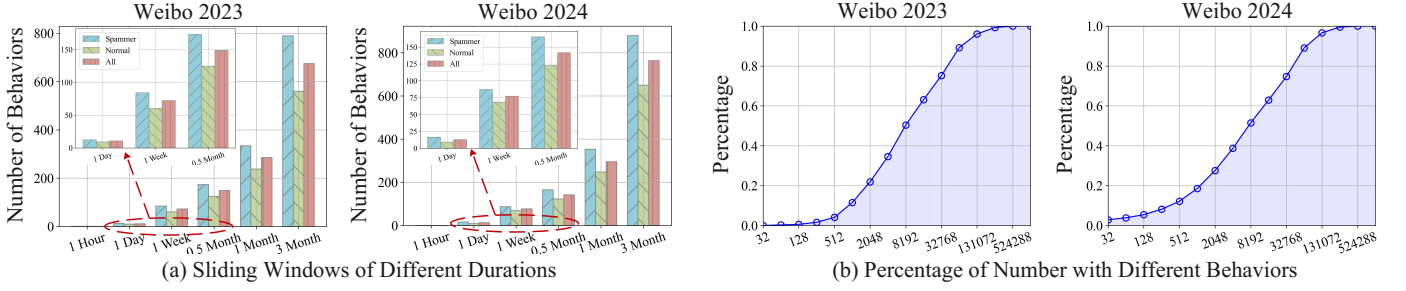 Weibo 2023
Number of Behaviors
800
600
400
200
0
150
100
50
0
Spammer
Normal
All
1 Day
1 Week
0.5 Month
1 Hour
1 Day
1 Week
0.5 Month
1 Month
3 Month
Weibo 2024
Number of Behaviors
800
600
400
200
0
150
125
100
75
50
25
0
Spammer
Normal
All
1 Day
1 Week
0.5 Month
1 Hour
1 Day
1 Week
0.5 Month
1 Month
3 Month
(a) Sliding Windows of Different Durations
Weibo 2023
Percentage
1.0
0.8
0.6
0.4
0.2
0.0
32
128
512
2048
8192
32768
131072
524288
Weibo 2024
Percentage
1.0
0.8
0.6
0.4
0.2
0.0
32
128
512
2048
8192
32768
131072
524288
(b) Percentage of Number with Different Behaviors